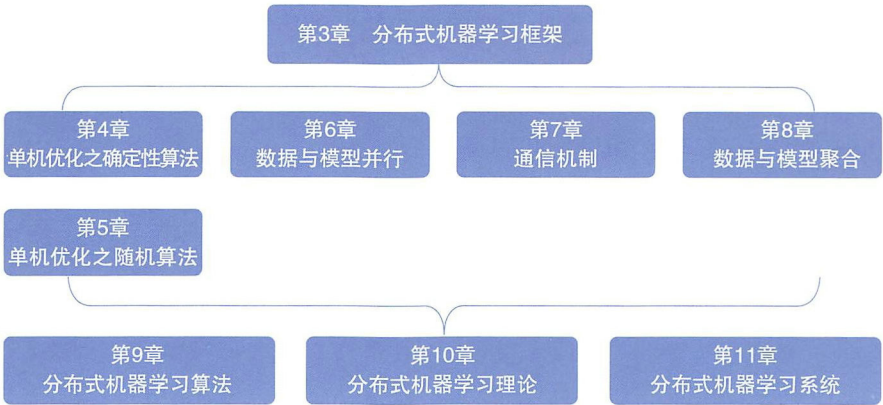 第3章 分布式机器学习框架
第4章
单机优化之确定性算法
第6章
数据与模型并行
第7章
通信机制
第8章
数据与模型聚合
第5章
单机优化之随机算法
第9章
分布式机器学习算法
第10章
分布式机器学习理论
第11章
分布式机器学习系统